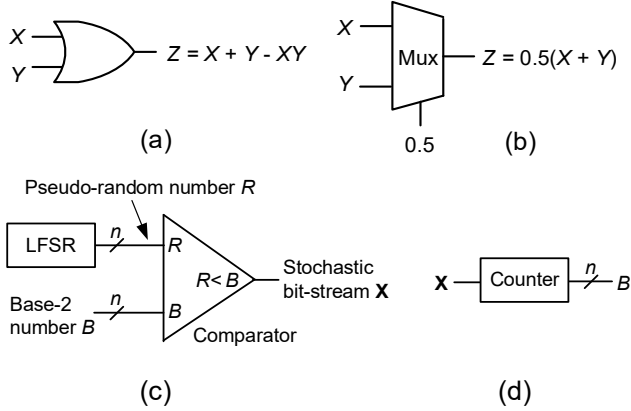 X
Y
Z = X + Y - XY
(a)
X
Y
Mux
Z = 0.5(X + Y)
0.5
(b)
Pseudo-random number R
LFSR
n
R
R< B
Base-2
number B
n
B
Comparator
Stochastic
bit-stream X
(c)
X
Counter
n
B
(d)